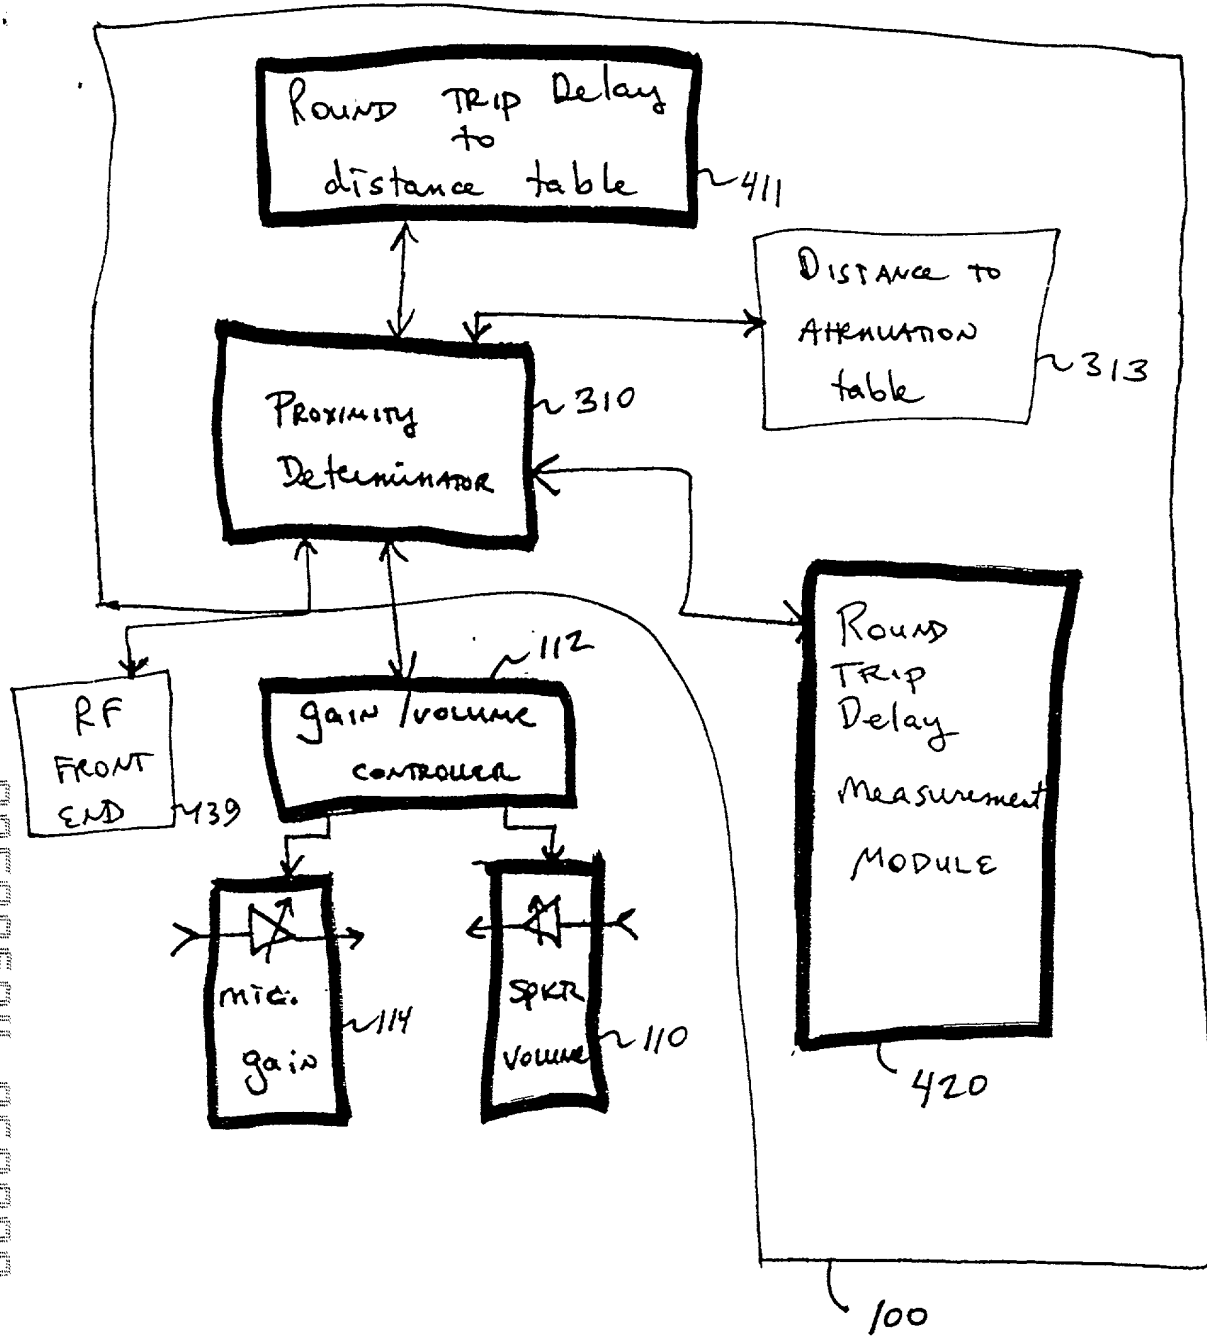 ROUND TRIP Delay
to
distance table
411
DISTANCE TO
ATTENUATION
table
313
PROXIMITY
DETERMINATOR
310
ROUND
TRIP
Delay
Measurement
MODULE
420
112
gain / volume
CONTROLLER
RF
FRONT
END
439
mic.
gain
114
SPKR
VOLUME
110
100